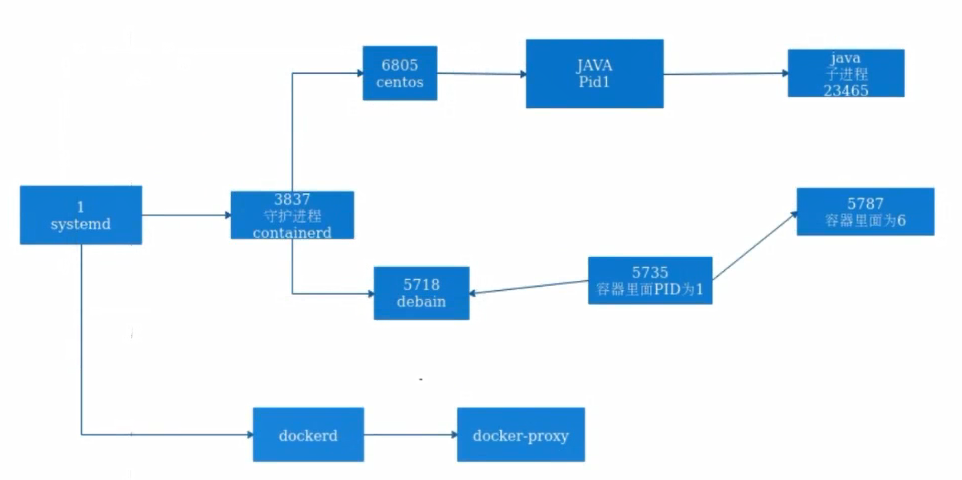 6805
centos
JAVA
Pid1
java
子进程
23465
1
systemd
3837
守护进程
containerd
5787
容器里面为6
5735
容器里面PID为1
5718
debain
dockerd
docker-proxy